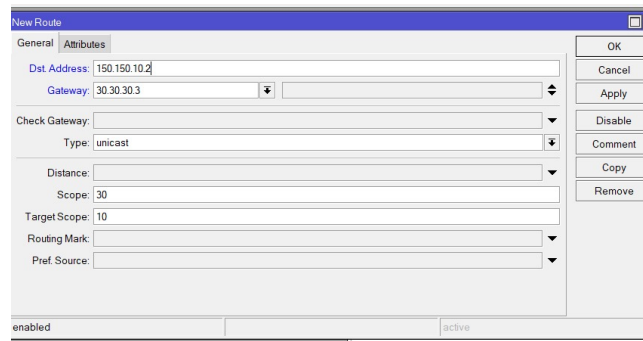 New Route
General Attributes
OK
Dst. Address: 150.150.10.2
Cancel
Gateway: 30.30.30.3
Apply
Check Gateway:
Disable
Type: unicast
Comment
Distance:
Copy
Scope: 30
Remove
Target Scope: 10
Routing Mark:
Pref. Source:
enabled active